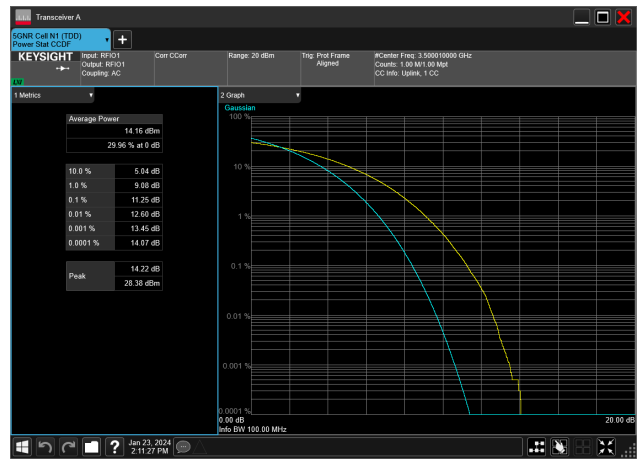 Transceiver A
5GNR Cell N1 (TDD)
Power Stat CCDF
KEYSIGHT
Input: RFIO1
Output: RFIO1
Coupling: AC
Corr CCorr
Range: 20 dBm
Trig: Prot Frame
Aligned
#Center Freq: 3.500010000 GHz
Counts: 1.00 M/1.00 Mpt
CC Info: Uplink, 1 CC
1 Metrics
2 Graph
Average Power
14.16 dBm
29.96 % at 0 dB
10.0 % 5.04 dB
1.0 % 9.08 dB
0.1 % 11.25 dB
0.01 % 12.60 dB
0.001 % 13.45 dB
0.0001 % 14.07 dB
Peak
14.22 dB
28.38 dBm
Gaussian
100 %
10 %
1 %
0.1 %
0.01 %
0.001 %
0.0001 %
0.00 dB
20.00 dB
Info BW 100.00 MHz
Jan 23, 2024
2:11:27 PM